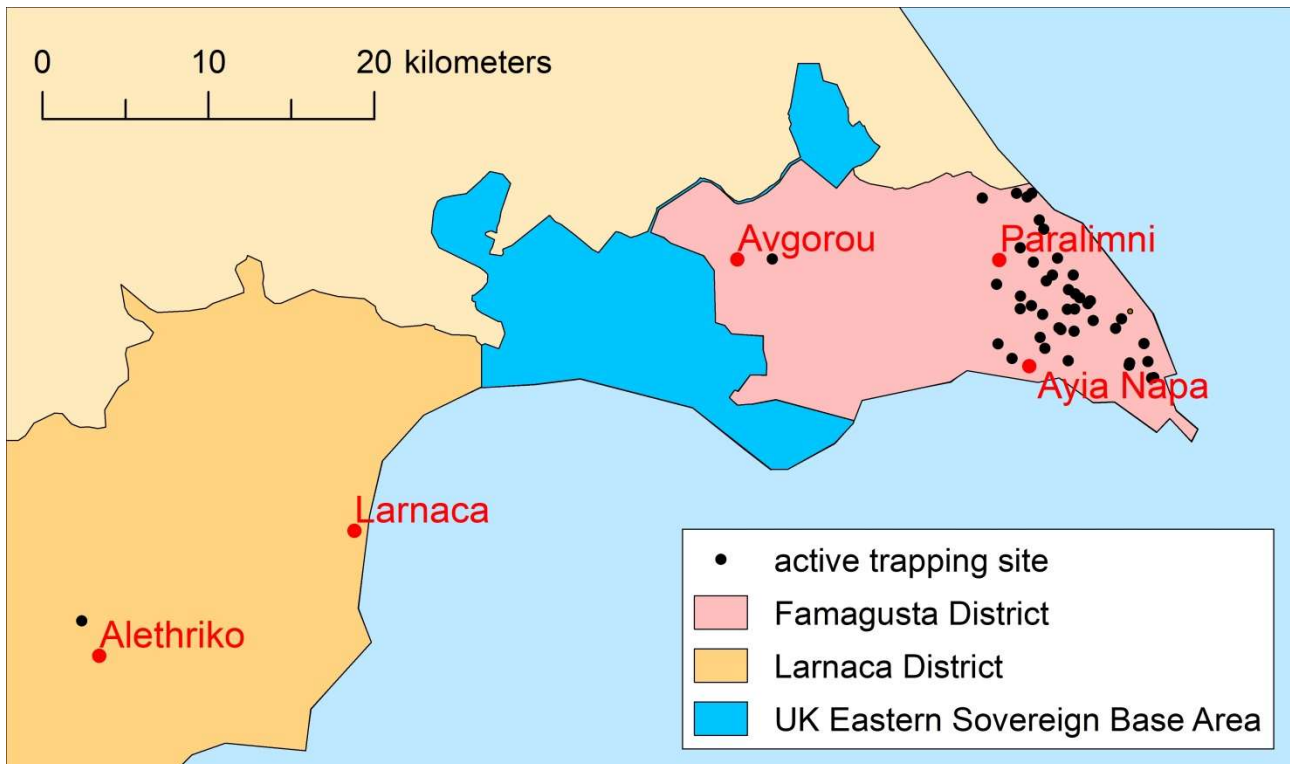 0 10 20 kilometers
Avgorou
Paralimni
Ayia Napa
Larnaca
Alethriko
active trapping site
Famagusta District
Larnaca District
UK Eastern Sovereign Base Area